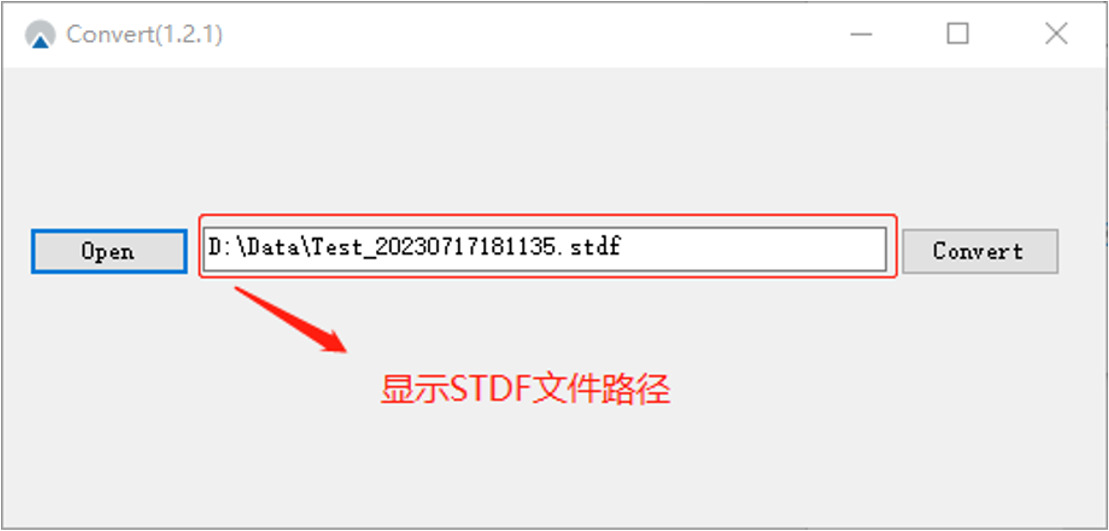 Convert(1.2.1)
Open D:\Data\Test_20230717181135.stdf Convert
显示STDF文件路径